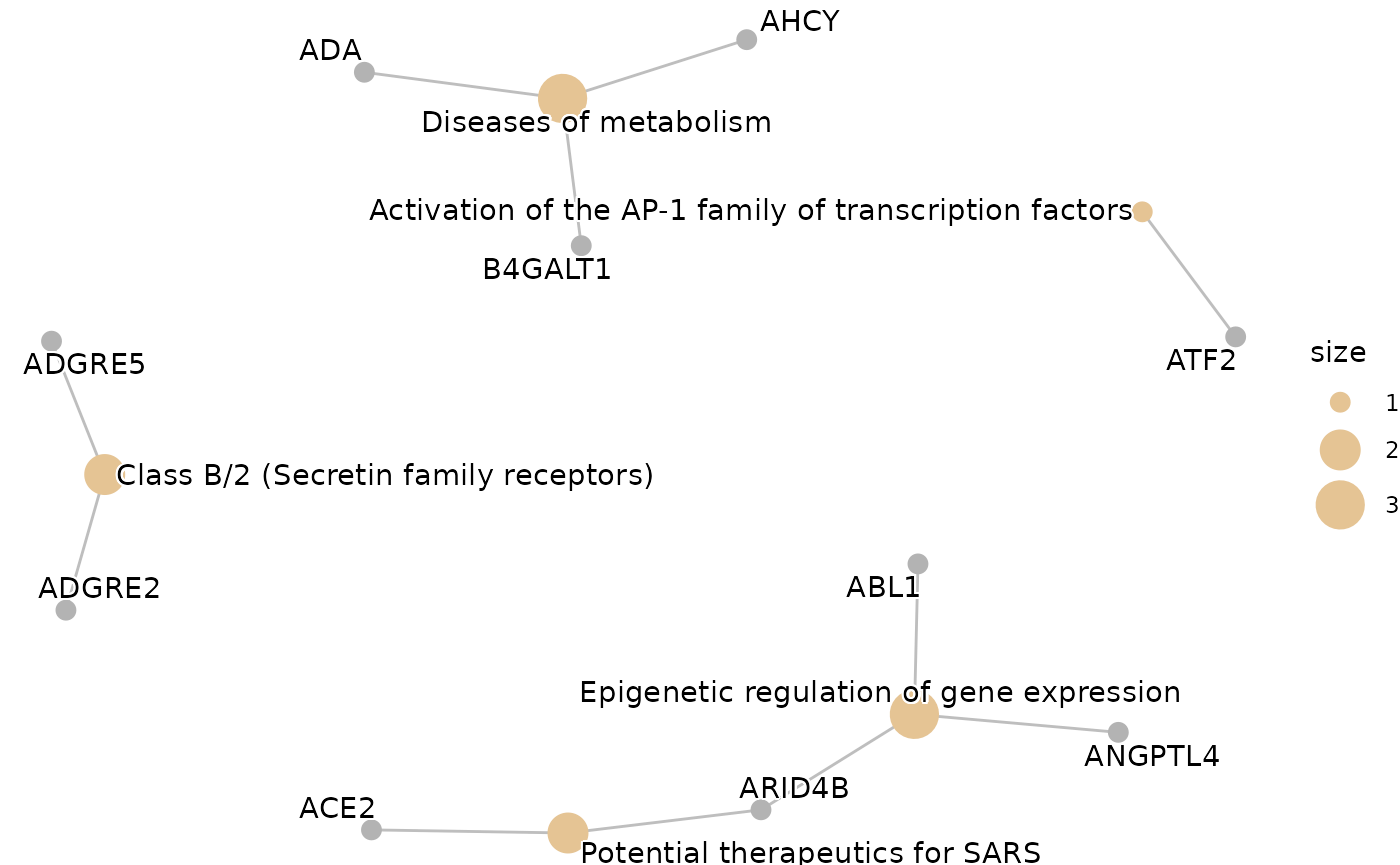 AHCY
ADA
Diseases of metabolism
Activation of the AP-1 family of transcription factors
B4GALT1
ATF2
size
1
2
3
ADGRE5
Class B/2 (Secretin family receptors)
ADGRE2
ABL1
Epigenetic regulation of gene expression
ANGPTL4
ARID4B
ACE2
Potential therapeutics for SARS